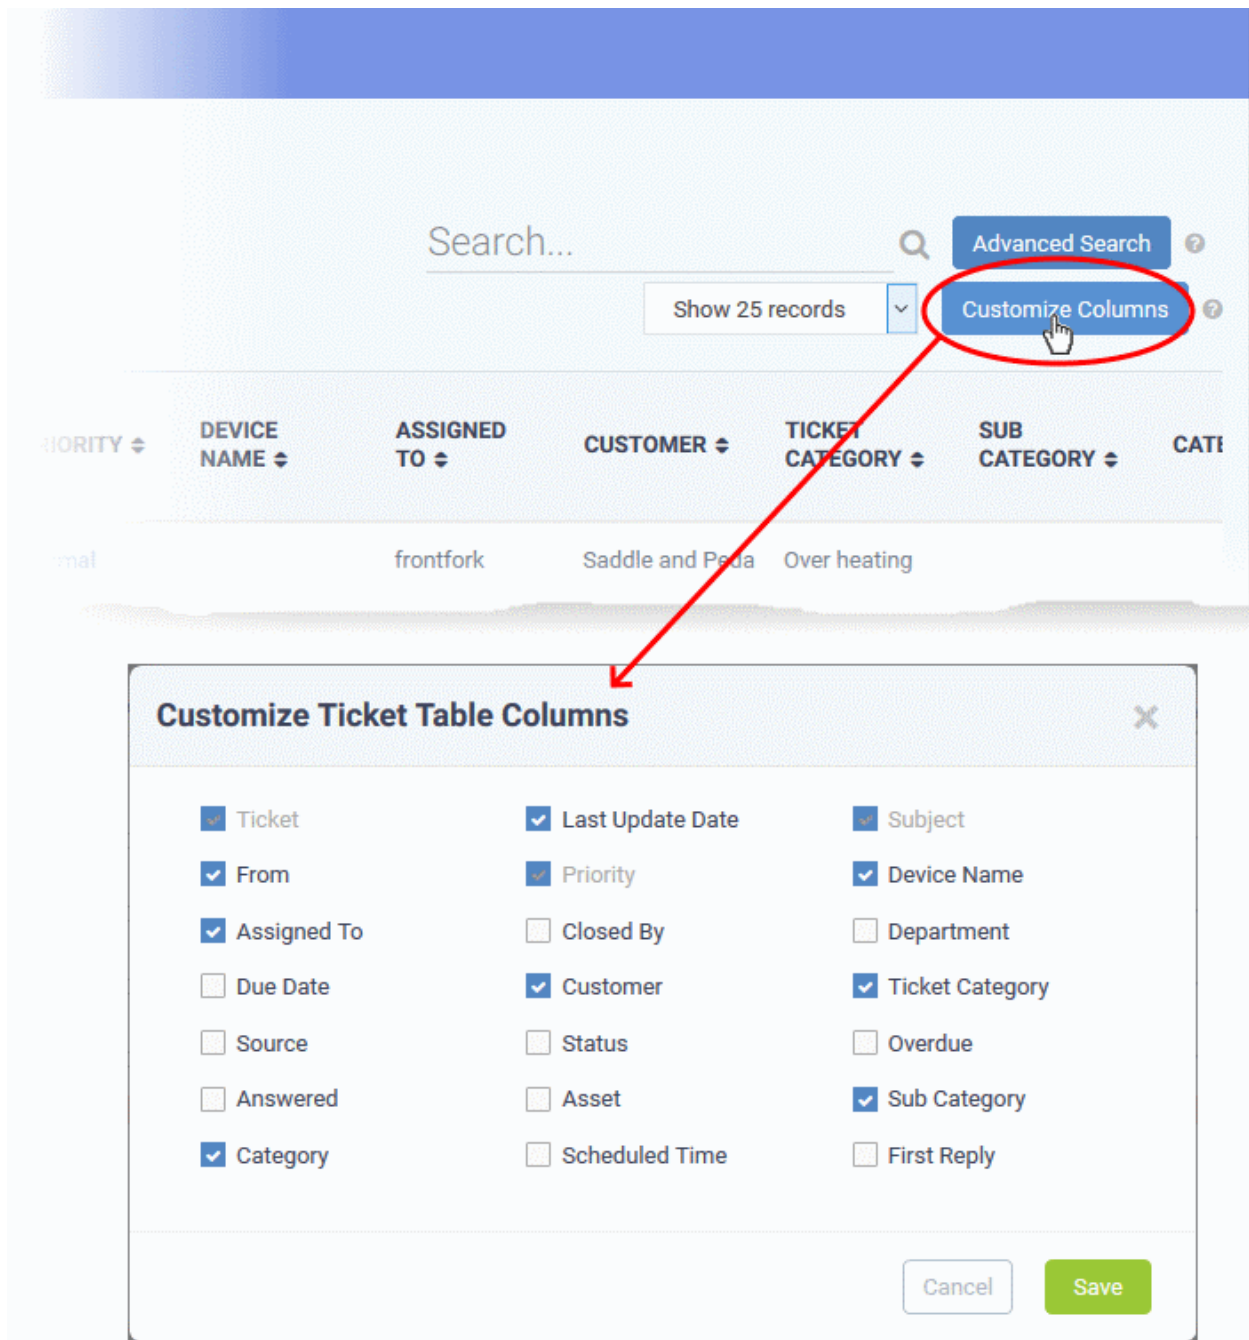 Search...
Advanced Search
Show 25 records
Customize Columns
IORITY
DEVICE NAME
ASSIGNED TO
CUSTOMER
TICKET CATEGORY
SUB CATEGORY
CATE
mal
frontfork
Saddle and Peda
Over heating
Customize Ticket Table Columns
Ticket
Last Update Date
Subject
From
Priority
Device Name
Assigned To
Closed By
Department
Due Date
Customer
Ticket Category
Source
Status
Overdue
Answered
Asset
Sub Category
Category
Scheduled Time
First Reply
Cancel
Save